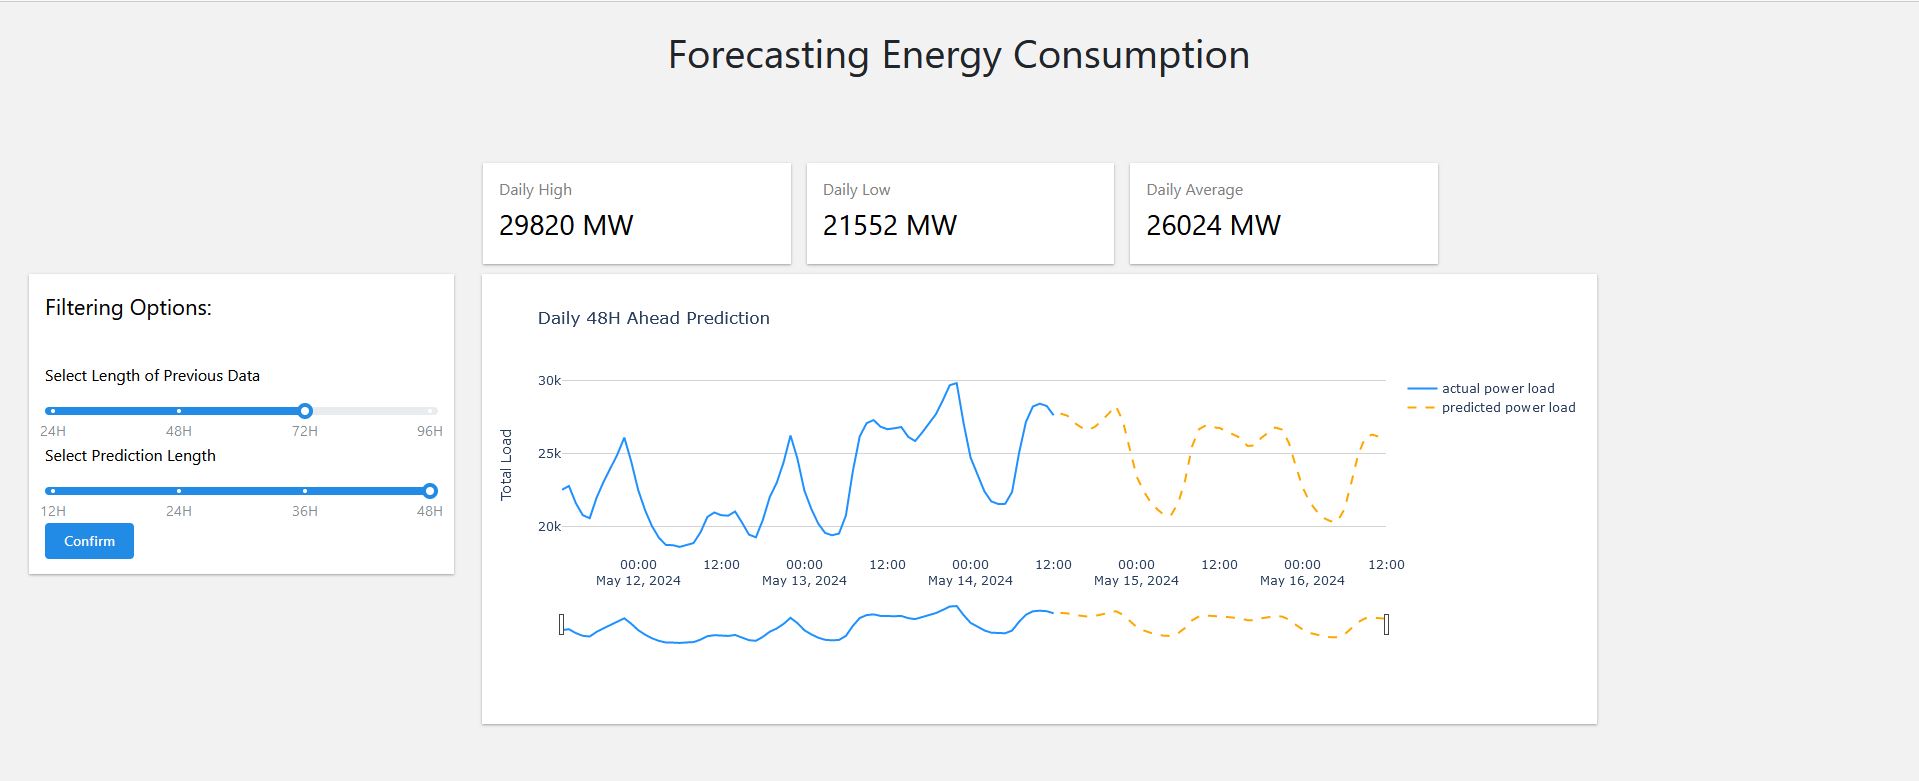 Forecasting Energy Consumption
Daily High
29820 MW
Daily Low
21552 MW
Daily Average
26024 MW
Filtering Options:
Select Length of Previous Data
24H 48H 72H 96H
Select Prediction Length
12H 24H 36H 48H
Confirm
Daily 48H Ahead Prediction
Total Load
30k
25k
20k
00:00 12:00 00:00 12:00 00:00 12:00 00:00 12:00 00:00 12:00
May 12, 2024 May 13, 2024 May 14, 2024 May 15, 2024 May 16, 2024
actual power load
predicted power load